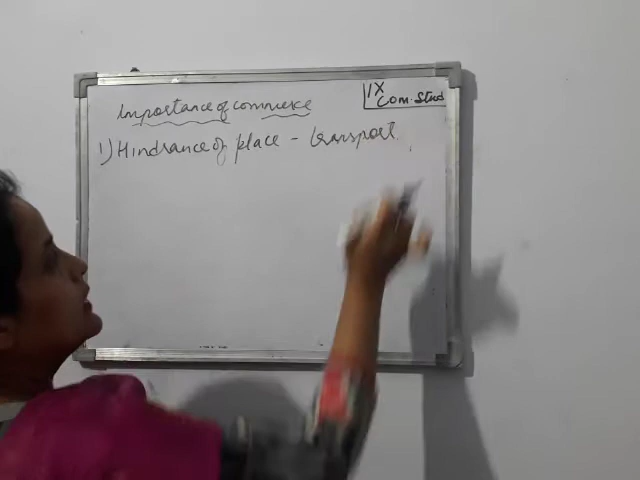 Importance of commerce
IX
Com. Stud
1) Hindrance of place - transport